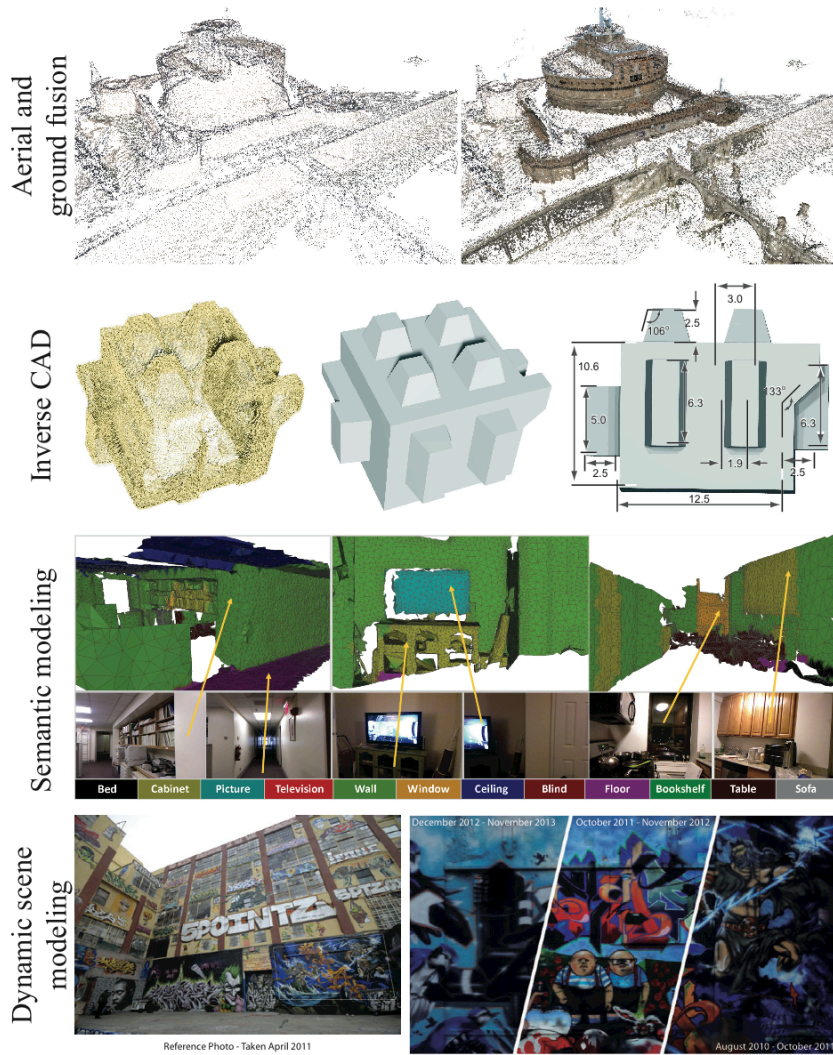 Aerial and
ground fusion
Inverse CAD
3.0
2.5
106°
10.6
6.3
133°
5.0
6.3
1.9
2.5
2.5
12.5
Semantic modeling
Bed Cabinet Picture Television Wall Window Ceiling Blind Floor Bookshelf Table Sofa
Dynamic scene
modeling
December 2012 - November 2013
October 2011 - November 2012
5POINTZ
August 2010 - October 2011
Reference Photo - Taken April 2011